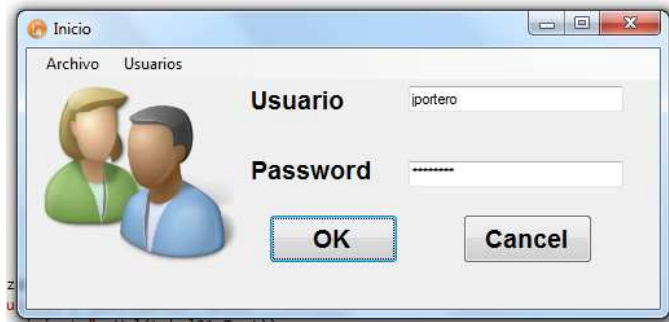 Inicio
Archivo Usuarios
Usuario jportero
Password ********
OK Cancel